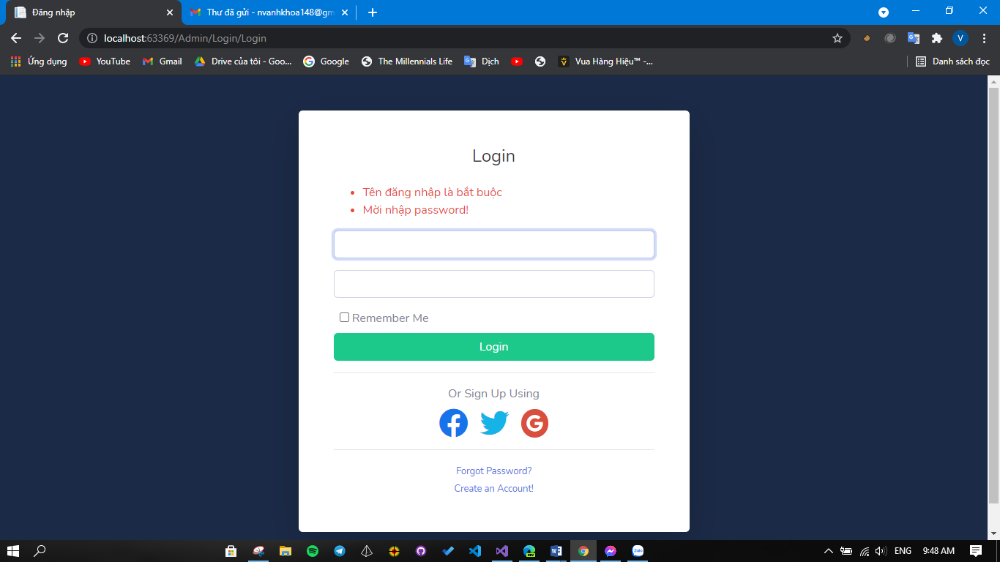 Đăng nhập
Thư đã gửi - nvanhkhoa148@gm
localhost:63369/Admin/Login/Login
V
Ứng dụng
YouTube
Gmail
Drive của tôi - Goo...
Google
The Millennials Life
Dịch
Vua Hàng Hiệu™ -...
Danh sách đọc
Login
Tên đăng nhập là bắt buộc
Mời nhập password!
Remember Me
Login
Or Sign Up Using
Forgot Password?
Create an Account!
ENG
9:48 AM